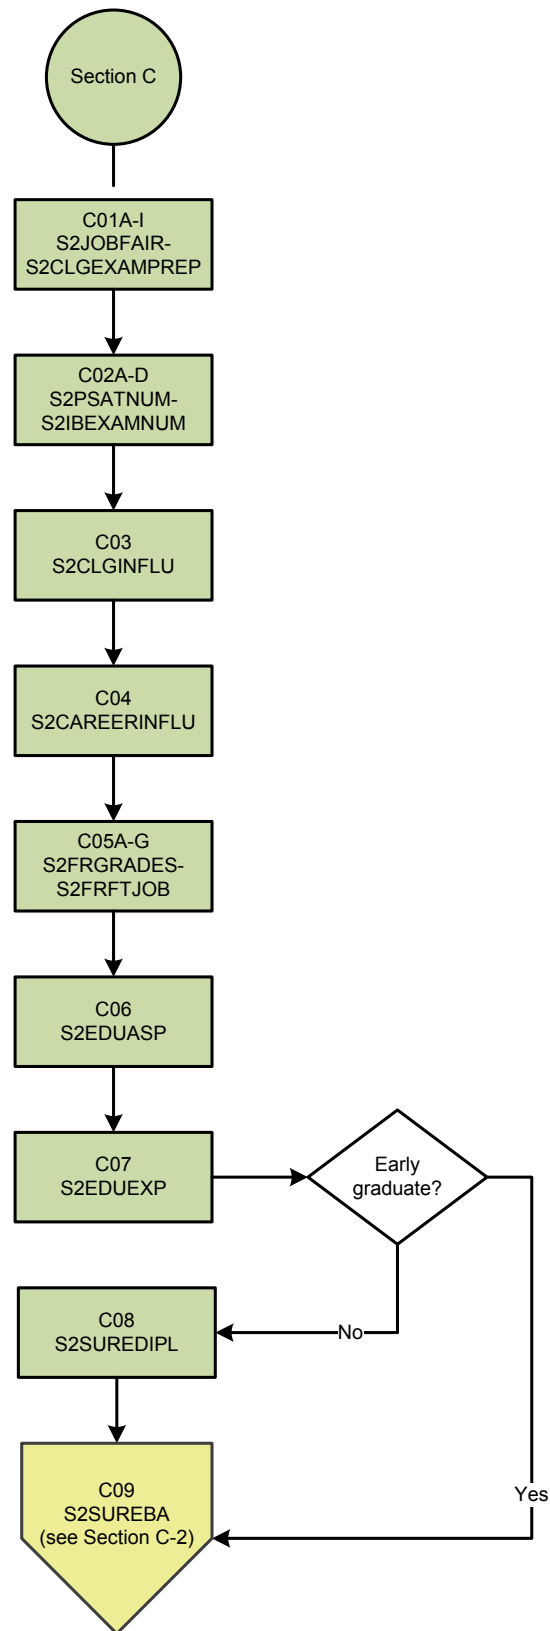 Section C
C01A-I
S2JOBFAIR-
S2CLGEXAMPREP
C02A-D
S2PSATNUM-
S2IBEXAMNUM
C03
S2CLGINFLU
C04
S2CAREERINFLU
C05A-G
S2FRGRADES-
S2FRFTJOB
C06
S2EDUASP
C07
S2EDUEXP
Early
graduate?
C08
S2SUREDIPL
No
C09
S2SUREBA
(see Section C-2)
Yes